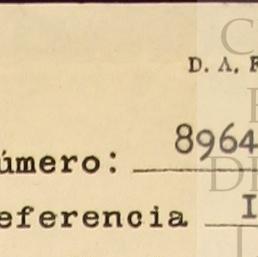 D. A.
úmero: 8964
eferencia I